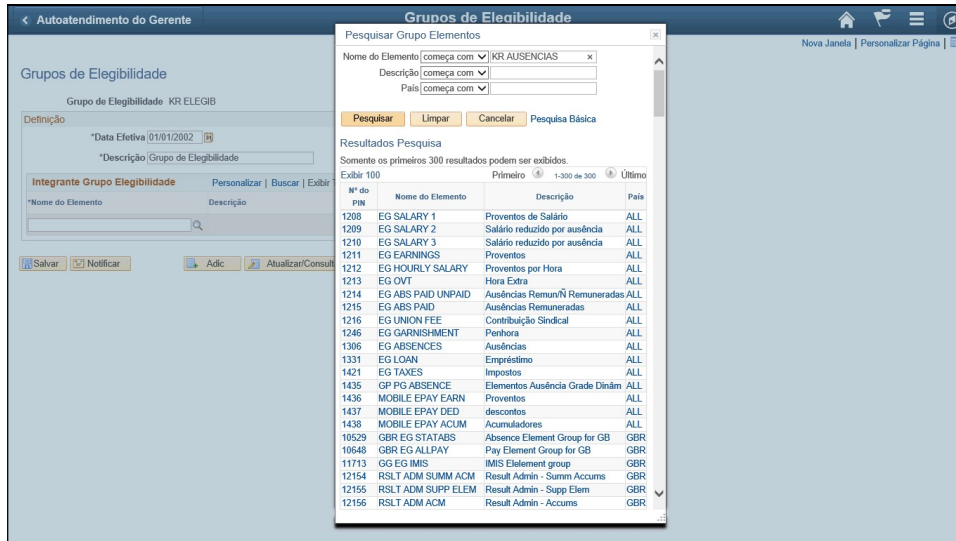 Autoatendimento do Gerente
Grupos de Elegibilidade
Nova Janela | Personalizar Página |
Grupos de Elegibilidade
Grupo de Elegibilidade KR ELEGIB
Definição
*Data Efetiva 01/01/2002
*Descrição Grupo de Elegibilidade
Integrante Grupo Elegibilidade Personalizar | Buscar | Exibir
*Nome do Elemento Descrição
Salvar Notificar Adic Atualizar/Consult
Pesquisar Grupo Elementos
Nome do Elemento começa com KR AUSENCIAS ×
Descrição começa com
País começa com
Pesquisar Limpar Cancelar Pesquisa Básica
Resultados Pesquisa
Somente os primeiros 300 resultados podem ser exibidos.
Exibir 100 Primeiro 1-300 de 300 Último
Nº do PIN Nome do Elemento Descrição País
1208 EG SALARY 1 Proventos de Salário ALL
1209 EG SALARY 2 Salário reduzido por ausência ALL
1210 EG SALARY 3 Salário reduzido por ausência ALL
1211 EG EARNINGS Proventos ALL
1212 EG HOURLY SALARY Proventos por Hora ALL
1213 EG OVT Hora Extra ALL
1214 EG ABS PAID UNPAID Ausências Remun/Ñ Remuneradas ALL
1215 EG ABS PAID Ausências Remuneradas ALL
1216 EG UNION FEE Contribuição Sindical ALL
1246 EG GARNISHMENT Penhora ALL
1306 EG ABSENCES Ausências ALL
1331 EG LOAN Empréstimo ALL
1421 EG TAXES Impostos ALL
1435 GP PG ABSENCE Elementos Ausência Grade Dinâm ALL
1436 MOBILE EPAY EARN Proventos ALL
1437 MOBILE EPAY DED descontos ALL
1438 MOBILE EPAY ACUM Acumuladores ALL
10529 GBR EG STATABS Absence Element Group for GB GBR
10648 GBR EG ALLPAY Pay Element Group for GB GBR
11713 GG EG IMIS IMIS Elelement group GBR
12154 RSLT ADM SUMM ACM Result Admin - Summ Accums GBR
12155 RSLT ADM SUPP ELEM Result Admin - Supp Elem GBR
12156 RSLT ADM ACM Result Admin - Accums GBR